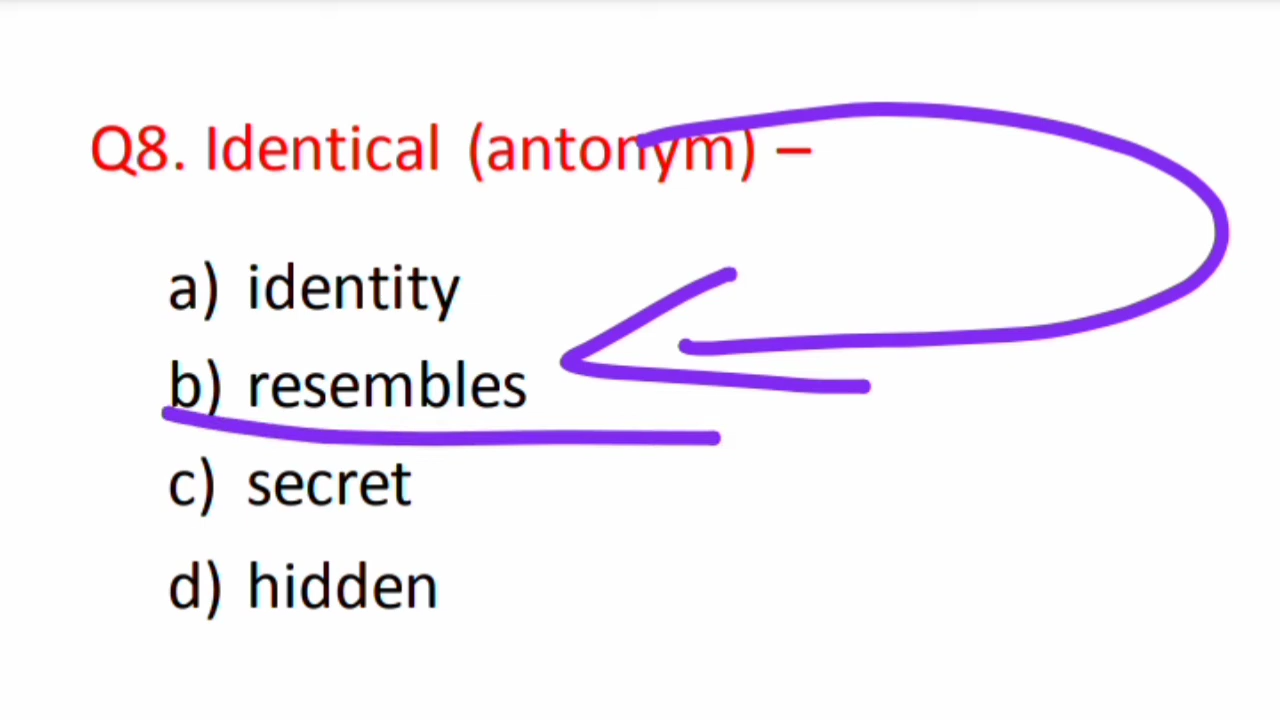 Q8. Identical (antonym) –
a) identity
b) resembles
c) secret
d) hidden